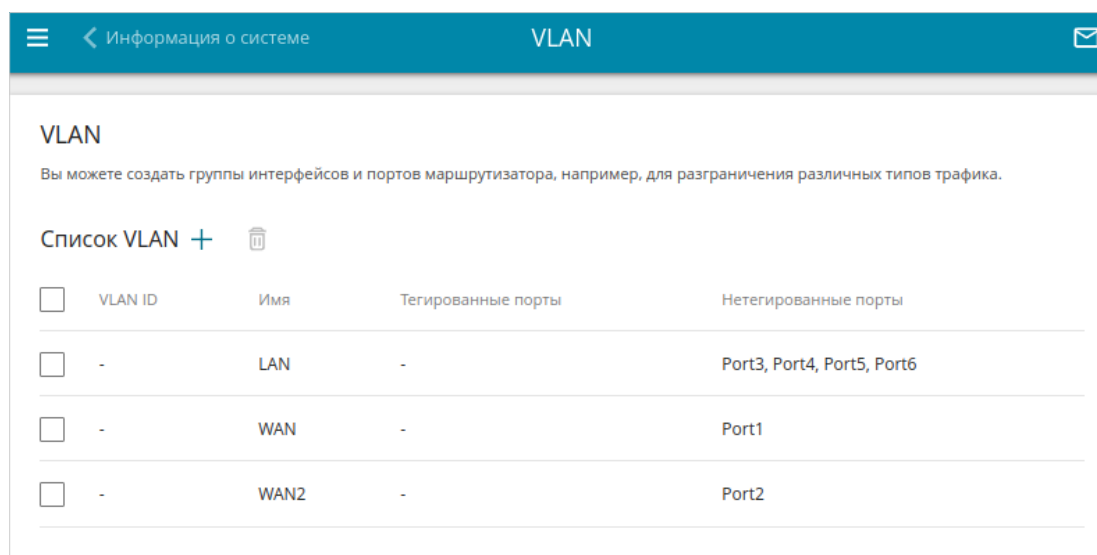 Информация о системе VLAN
VLAN
Вы можете создать группы интерфейсов и портов маршрутизатора, например, для разграничения различных типов трафика.
Список VLAN
VLAN ID Имя Тегированные порты Нетегированные порты
- LAN - Port3, Port4, Port5, Port6
- WAN - Port1
- WAN2 - Port2